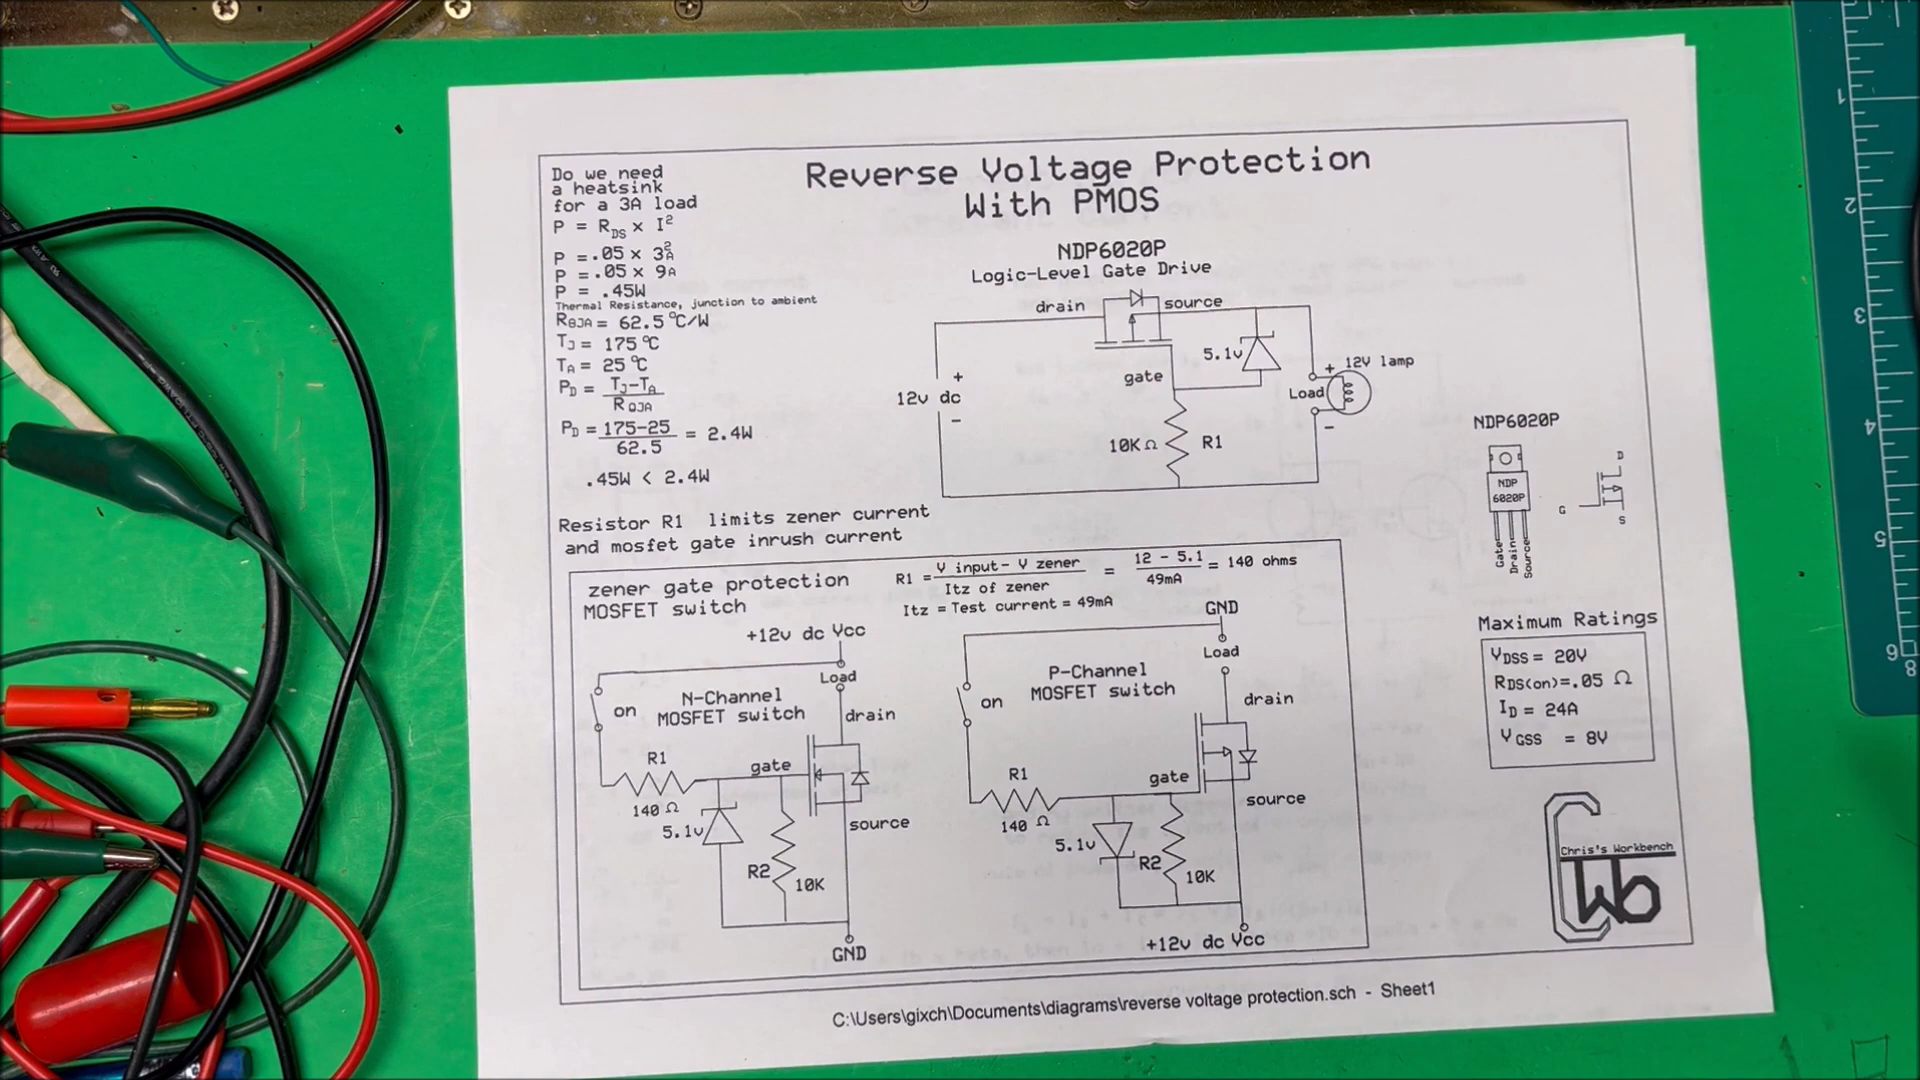 Reverse Voltage Protection
With PMOS
Do we need
a heatsink
for a 3A load
P = RDS x I²
P = .05 x 3A²
P = .05 x 9A
P = .45W
Thermal Resistance, junction to ambient
RθJA = 62.5 °C/W
TJ = 175 °C
TA = 25 °C
PD = TJ-TA / RθJA
PD = 175-25 / 62.5 = 2.4W
.45W < 2.4W
Resistor R1 limits zener current
and mosfet gate inrush current
NDP6020P
Logic-Level Gate Drive
drain
source
5.1v
gate
+
12v dc
-
10K Ω
R1
+
12V lamp
Load
-
NDP6020P
NDP
6020P
Gate
Drain
Source
D
G
S
zener gate protection
MOSFET switch
R1 = V input- V zener / Itz of zener = 12 - 5.1 / 49mA = 140 ohms
Itz = Test current = 49mA
+12v dc Vcc
Load
N-Channel
MOSFET switch
on
drain
R1
gate
140 Ω
5.1v
source
R2
10K
GND
GND
Load
P-Channel
MOSFET switch
on
drain
R1
gate
140 Ω
source
5.1v
R2
10K
+12v dc Vcc
Maximum Ratings
VDSS = 20V
RDS(on)=.05 Ω
ID = 24A
VGSS = 8V
Chris's Workbench
CWb
C:\Users\gixch\Documents\diagrams\reverse voltage protection.sch - Sheet1
1
2
3
4
5
6
8